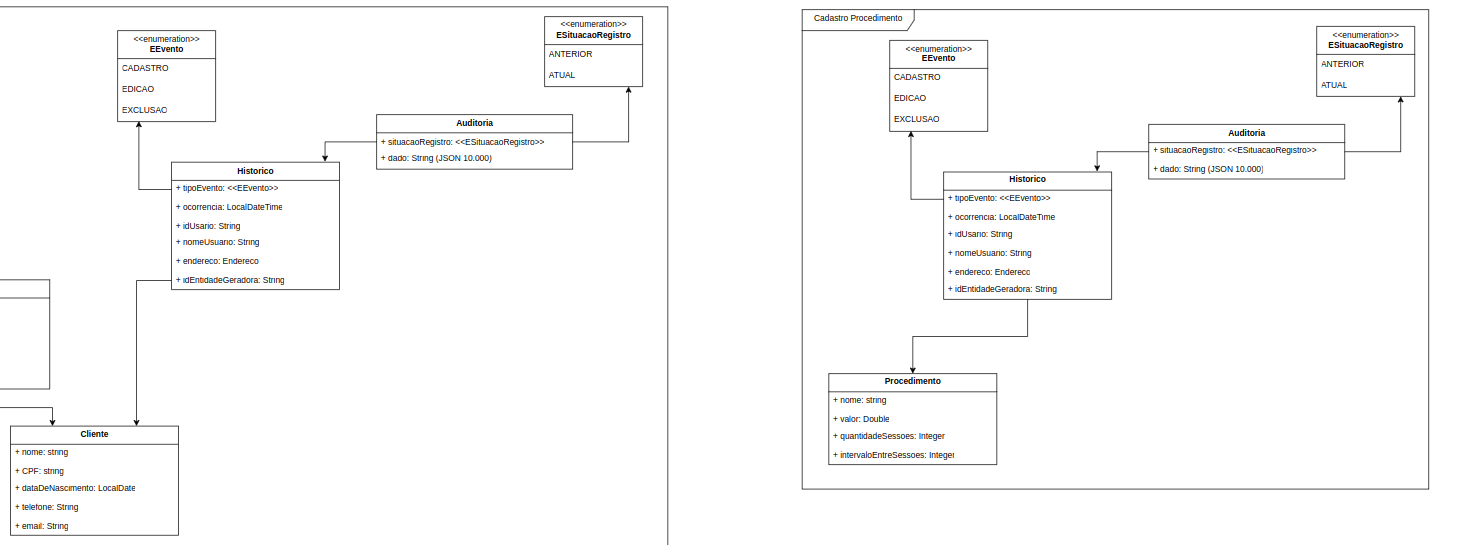 <<enumeration>>
EEvento
CADASTRO
EDICAO
EXCLUSAO
<<enumeration>>
ESituacaoRegistro
ANTERIOR
ATUAL
Auditoria
+ situacaoRegistro: <<ESituacaoRegistro>>
+ dado: String (JSON 10.000)
Historico
+ tipoEvento: <<EEvento>>
+ ocorrencia: LocalDateTime
+ idUsario: String
+ nomeUsuario: String
+ endereco: Endereco
+ idEntidadeGeradora: String
Cliente
+ nome: string
+ CPF: string
+ dataDeNascimento: LocalDate
+ telefone: String
+ email: String
Cadastro Procedimento
<<enumeration>>
EEvento
CADASTRO
EDICAO
EXCLUSAO
<<enumeration>>
ESituacaoRegistro
ANTERIOR
ATUAL
Auditoria
+ situacaoRegistro: <<ESituacaoRegistro>>
+ dado: String (JSON 10.000)
Historico
+ tipoEvento: <<EEvento>>
+ ocorrencia: LocalDateTime
+ idUsario: String
+ nomeUsuario: String
+ endereco: Endereco
+ idEntidadeGeradora: String
Procedimento
+ nome: string
+ valor: Double
+ quantidadeSessoes: Integer
+ intervaloEntreSessoes: Integer